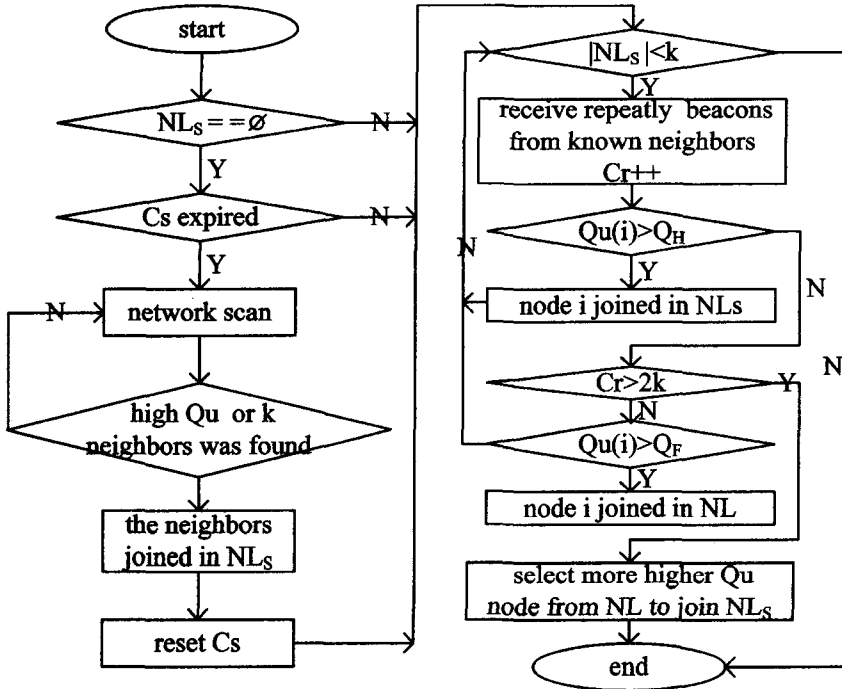 start
NLS = = ∅
N
Y
Cs expired
N
Y
network scan
N
high Qu or k
neighbors was found
the neighbors
joined in NLS
reset Cs
|NLS|<k
Y
receive repeatly beacons
from known neighbors
Cr++
Qu(i)>QH
N
Y
N
node i joined in NLs
Cr>2k
Y
N
N
Qu(i)>QF
Y
node i joined in NL
select more higher Qu
node from NL to join NLS
end